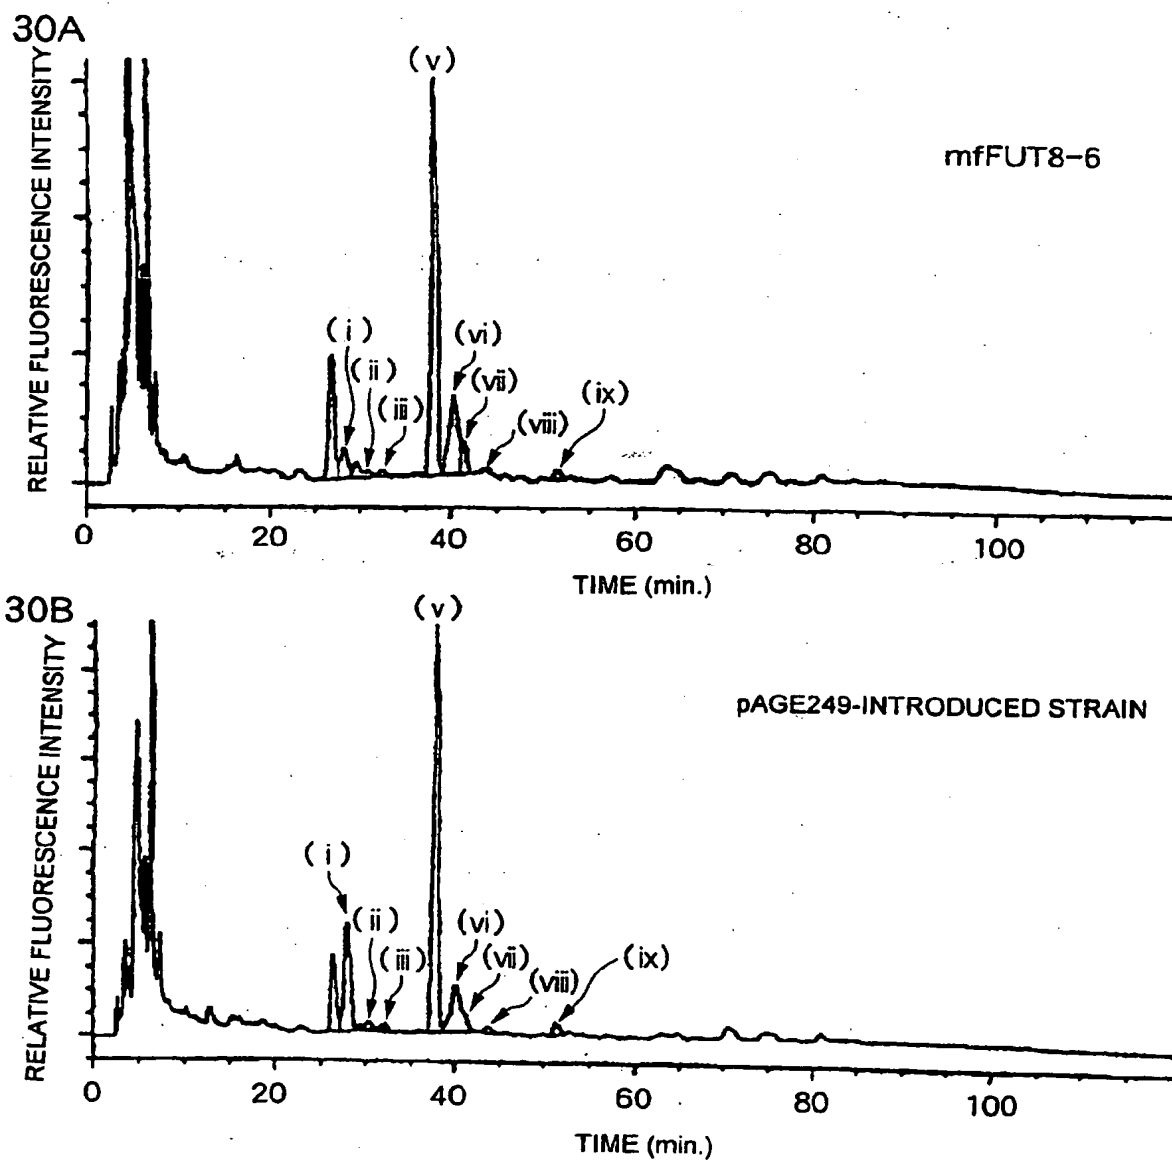 30A
RELATIVE FLUORESCENCE INTENSITY
mfFUT8-6
(v)
(i)
(ii)
(iii)
(vi)
(vii)
(viii)
(ix)
0 20 40 60 80 100
TIME (min.)
30B
RELATIVE FLUORESCENCE INTENSITY
pAGE249-INTRODUCED STRAIN
(v)
(i)
(ii)
(iii)
(vi)
(vii)
(viii)
(ix)
0 20 40 60 80 100
TIME (min.)